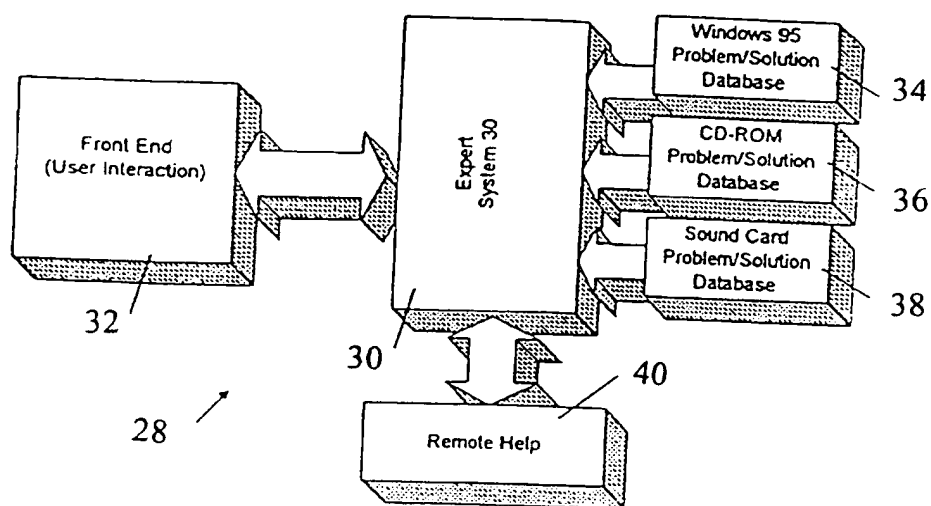 Windows 95
Problem/Solution
Database
34
Front End
(User Interaction)
Expert
System 30
CD-ROM
Problem/Solution
Database
36
Sound Card
Problem/Solution
Database
38
32
30
40
28
Remote Help